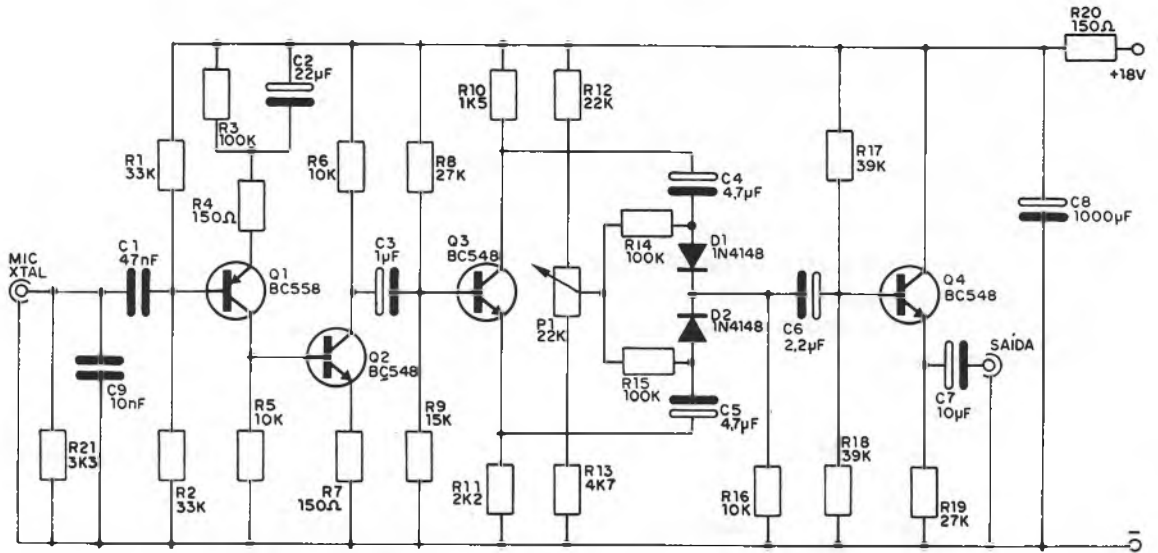 R20
150Ω
+18V
C2
22µF
R3
100K
R10
1K5
R12
22K
R1
33K
R6
10K
R8
27K
R17
39K
R4
150Ω
C4
4,7µF
C8
1000µF
MIC
XTAL
C1
47nF
Q1
BC558
C3
1µF
Q3
BC548
R14
100K
D1
1N4148
Q4
BC548
P1
22K
D2
1N4148
C6
2,2µF
SAÍDA
Q2
BC548
C9
10nF
R15
100K
C7
10µF
R5
10K
R9
15K
C5
4,7µF
R21
3K3
R2
33K
R7
150Ω
R11
2K2
R13
4K7
R16
10K
R18
39K
R19
27K